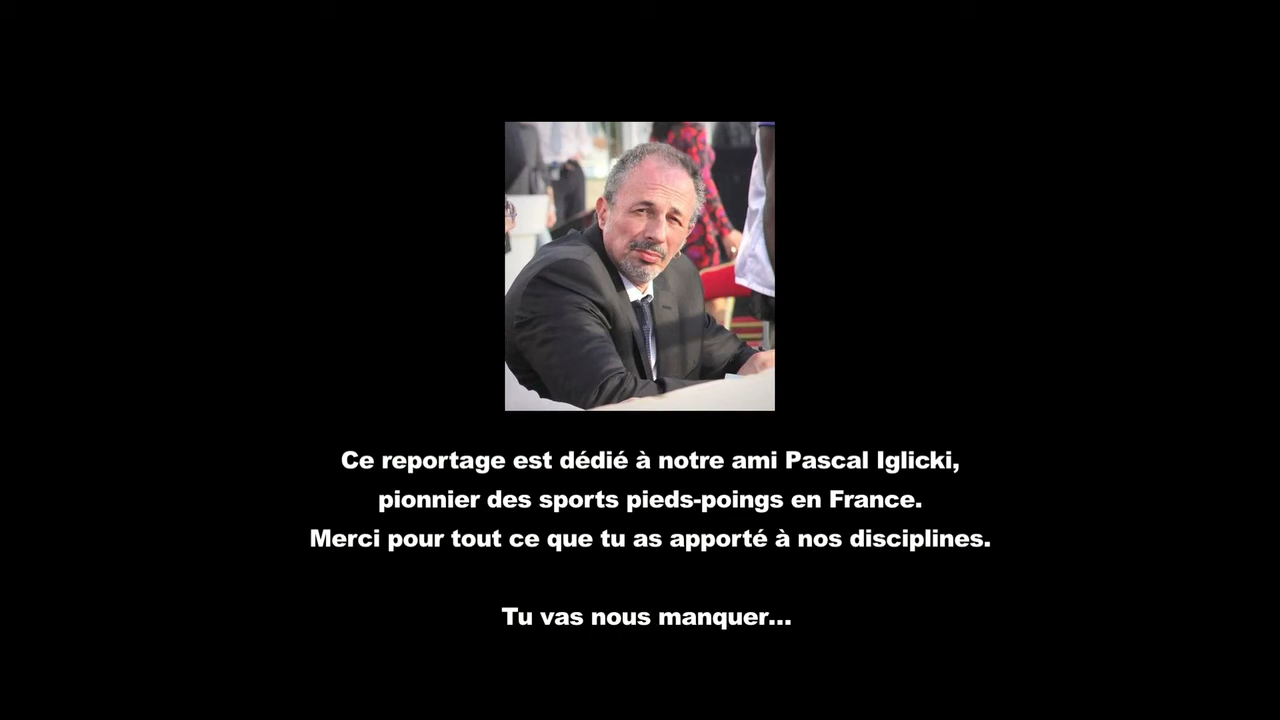 Ce reportage est dédié à notre ami Pascal Iglicki,
pionnier des sports pieds-poings en France.
Merci pour tout ce que tu as apporté à nos disciplines.
Tu vas nous manquer...